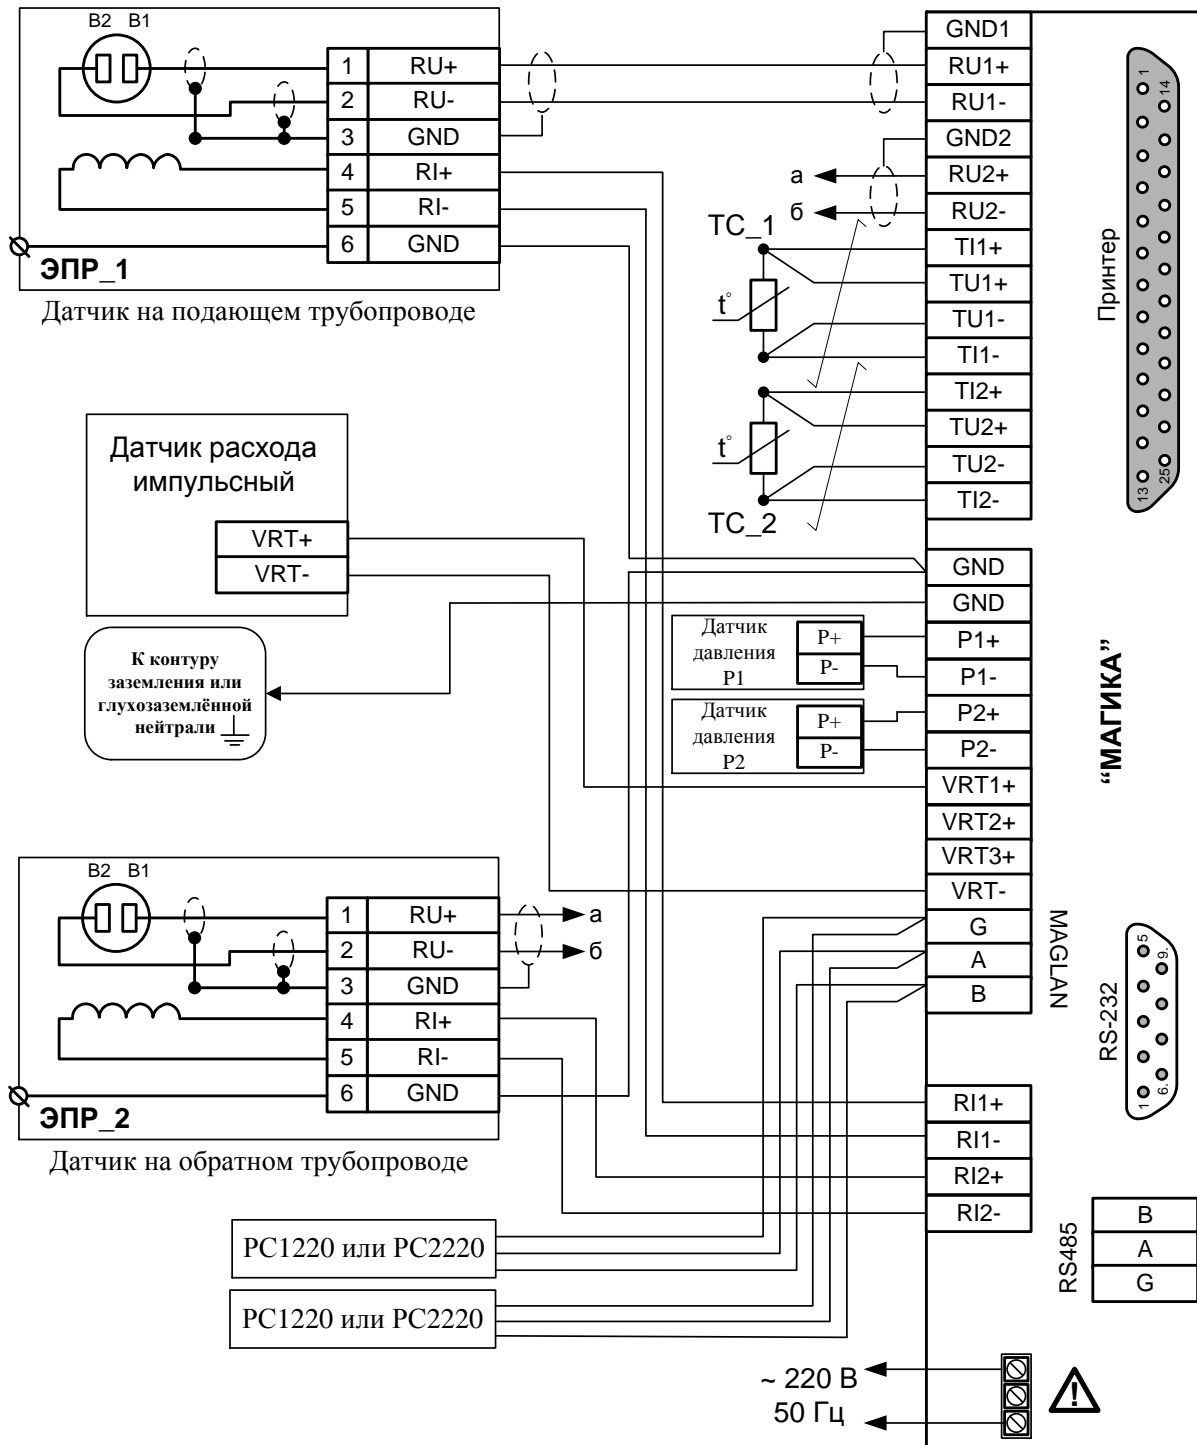 B2 B1
1 RU+
2 RU-
3 GND
4 RI+
5 RI-
6 GND
ЭПР_1
Датчик на подающем трубопроводе
GND1
RU1+
RU1-
GND2
а RU2+
б RU2-
TC_1
TI1+
TU1+
t°
TU1-
TI1-
TI2+
TU2+
t°
TU2-
TI2-
TC_2
Принтер
1
14
13
25
Датчик расхода
импульсный
VRT+
VRT-
К контуру
заземления или
глухозаземлённой
нейтрали
GND
GND
Датчик
давления
P1
P+
P-
P1+
P1-
Датчик
давления
P2
P+
P-
P2+
P2-
VRT1+
VRT2+
VRT3+
VRT-
G
A
B
“МАГИКА”
MAGLAN
RS-232
5
9.
1
6.
B2 B1
1 RU+ а
2 RU- б
3 GND
4 RI+
5 RI-
6 GND
ЭПР_2
Датчик на обратном трубопроводе
RI1+
RI1-
RI2+
RI2-
РС1220 или РС2220
РС1220 или РС2220
RS485
B
A
G
~ 220 В
50 Гц
!